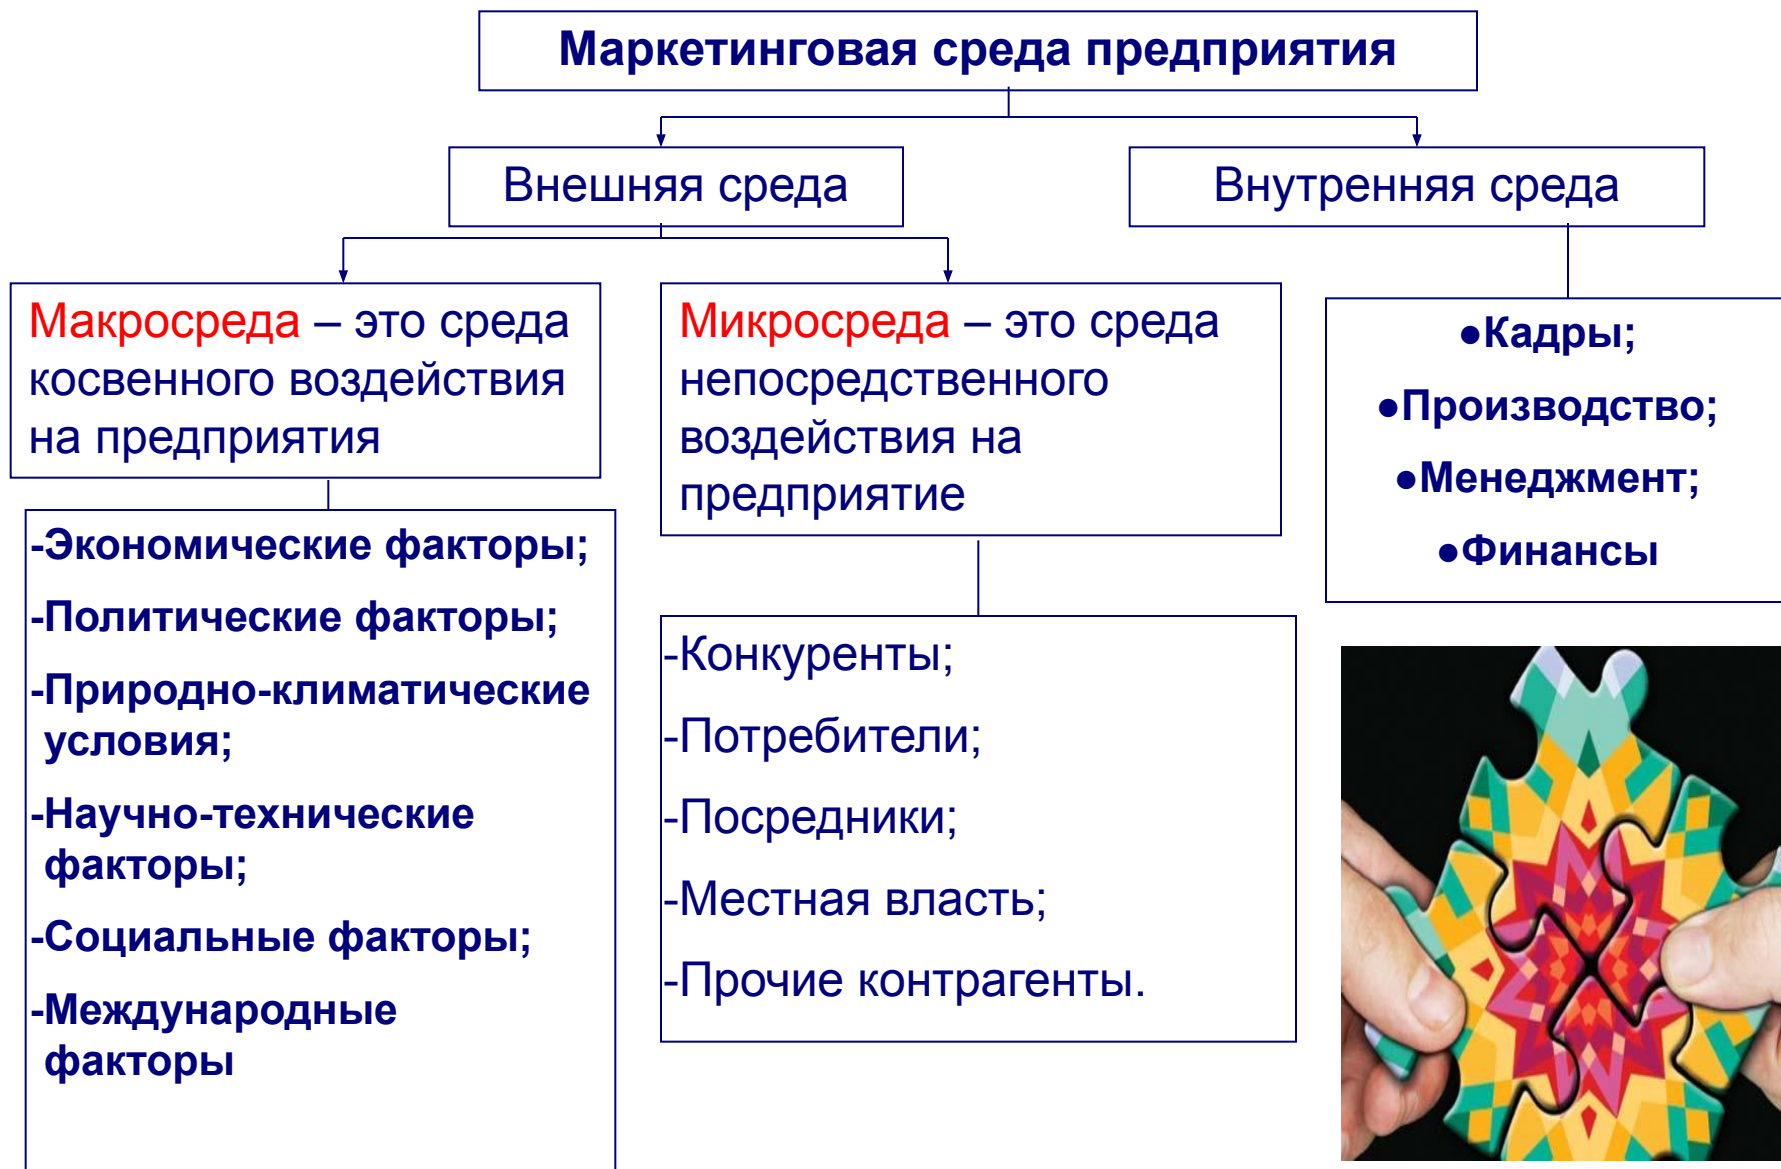 Маркетинговая среда предприятия
Внешняя среда
Внутренняя среда
Макросреда – это среда
косвенного воздействия
на предприятия
Микросреда – это среда
непосредственного
воздействия на
предприятие
●Кадры;
●Производство;
●Менеджмент;
●Финансы
-Экономические факторы;
-Политические факторы;
-Природно-климатические
условия;
-Научно-технические
факторы;
-Социальные факторы;
-Международные
факторы
-Конкуренты;
-Потребители;
-Посредники;
-Местная власть;
-Прочие контрагенты.